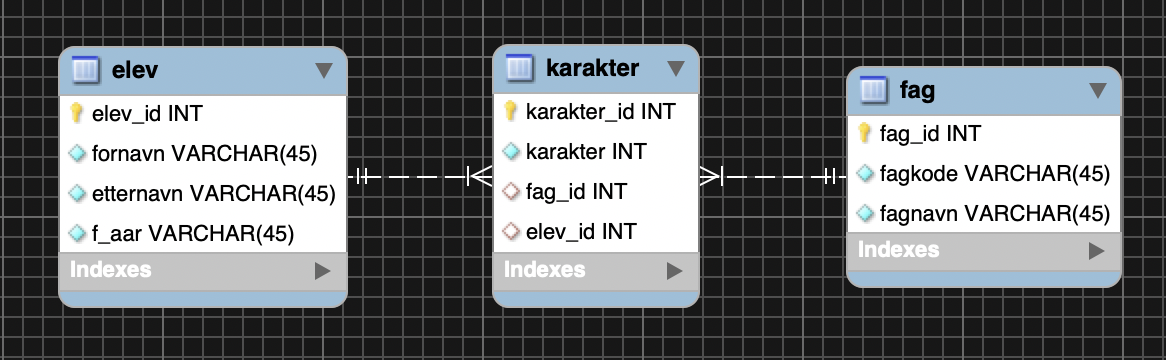 elev
elev_id INT
fornavn VARCHAR(45)
etternavn VARCHAR(45)
f_aar VARCHAR(45)
Indexes
karakter
karakter_id INT
karakter INT
fag_id INT
elev_id INT
Indexes
fag
fag_id INT
fagkode VARCHAR(45)
fagnavn VARCHAR(45)
Indexes